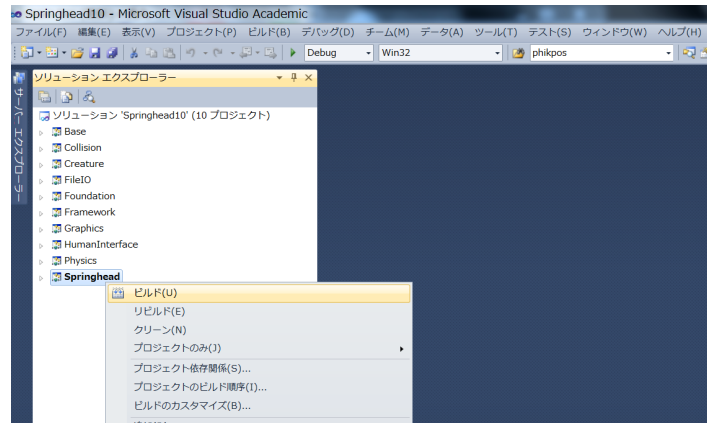 Springhead10 - Microsoft Visual Studio Academic
ファイル(F) 編集(E) 表示(V) プロジェクト(P) ビルド(B) デバッグ(D) チーム(M) データ(A) ツール(T) テスト(S) ウィンドウ(W) ヘルプ(H)
Debug Win32 phikpos
サーバー エクスプローラー
ソリューション エクスプローラー
ソリューション 'Springhead10' (10 プロジェクト)
Base
Collision
Creature
FileIO
Foundation
Framework
Graphics
HumanInterface
Physics
Springhead
ビルド(U)
リビルド(E)
クリーン(N)
プロジェクトのみ(J)
プロジェクト依存関係(S)...
プロジェクトのビルド順序(I)...
ビルドのカスタマイズ(B)...